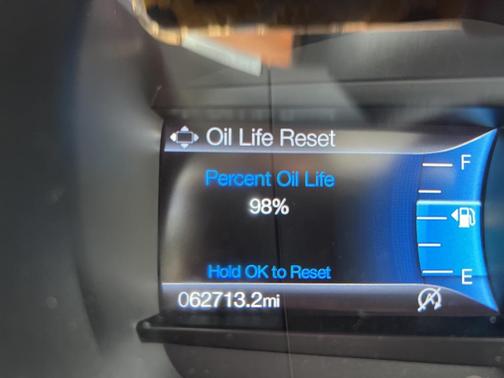 Oil Life Reset
Percent Oil Life
98%
Hold OK to Reset
062713.2mi
F
E
A